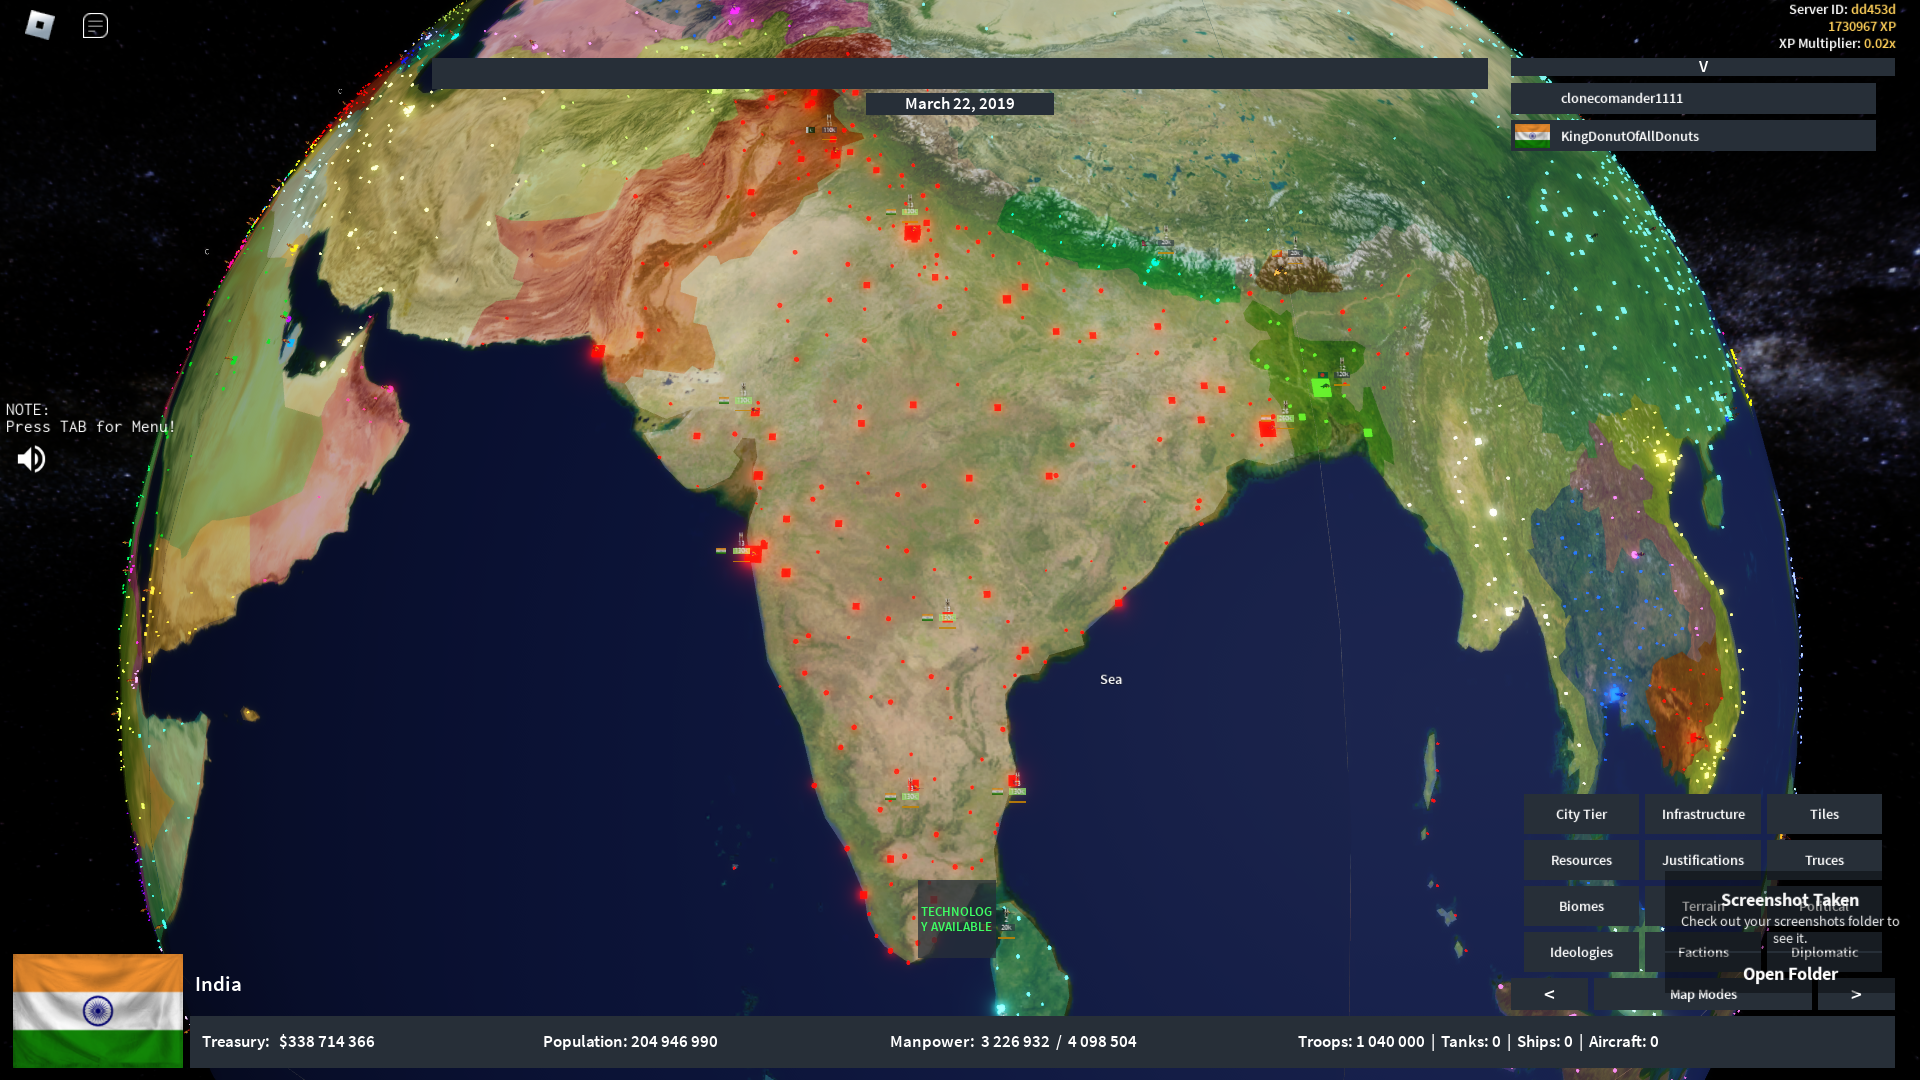 Server ID: dd453d
1730967 XP
XP Multiplier: 0.02x
V
March 22, 2019
clonecomander1111
KingDonutOfAllDonuts
C
C
NOTE:
Press TAB for Menu!
Sea
City Tier
Infrastructure
Tiles
Resources
Justifications
Truces
Biomes
Terrain
Political
Screenshot Taken
Check out your screenshots folder to
see it.
Ideologies
Factions
Diplomatic
Open Folder
<
Map Modes
>
TECHNOLOG
Y AVAILABLE
India
Treasury: $338 714 366
Population: 204 946 990
Manpower: 3 226 932 / 4 098 504
Troops: 1 040 000 | Tanks: 0 | Ships: 0 | Aircraft: 0